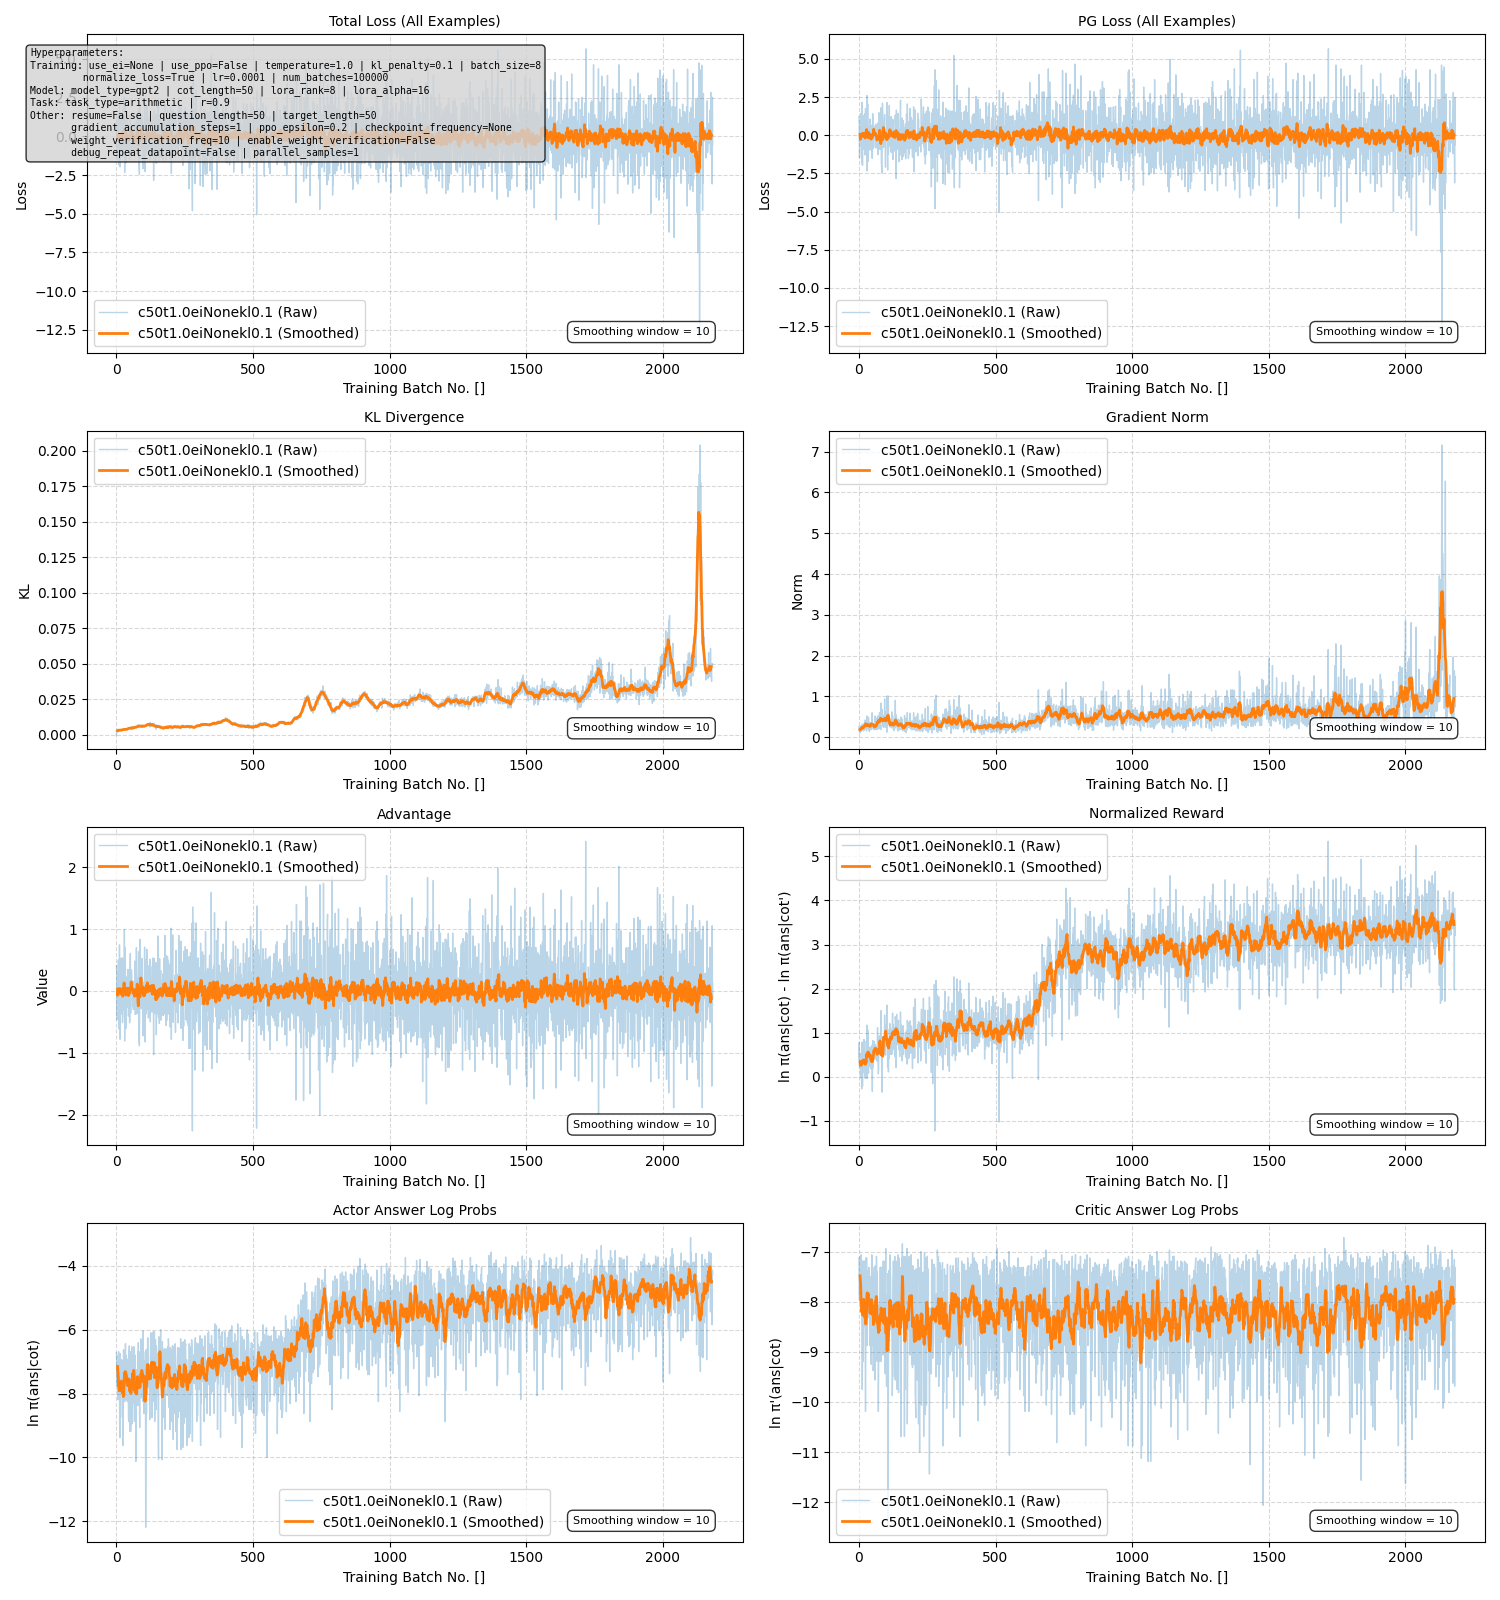 Total Loss (All Examples)
Hyperparameters:
Training: use_ei=None | use_ppo=False | temperature=1.0 | kl_penalty=0.1 | batch_size=8
normalize_loss=True | lr=0.0001 | num_batches=100000
Model: model_type=gpt2 | cot_length=50 | lora_rank=8 | lora_alpha=16
Task: task_type=arithmetic | r=0.9
Other: resume=False | question_length=50 | target_length=50
gradient_accumulation_steps=1 | ppo_epsilon=0.2 | checkpoint_frequency=None
weight_verification_freq=10 | enable_weight_verification=False
debug_repeat_datapoint=False | parallel_samples=1
5.0
2.5
0.0
−2.5
−5.0
−7.5
−10.0
−12.5
Loss
c50t1.0eiNonekl0.1 (Raw)
c50t1.0eiNonekl0.1 (Smoothed)
Smoothing window = 10
0 500 1000 1500 2000
Training Batch No. []
PG Loss (All Examples)
5.0
2.5
0.0
−2.5
−5.0
−7.5
−10.0
−12.5
Loss
c50t1.0eiNonekl0.1 (Raw)
c50t1.0eiNonekl0.1 (Smoothed)
Smoothing window = 10
0 500 1000 1500 2000
Training Batch No. []
KL Divergence
0.200
0.175
0.150
0.125
0.100
0.075
0.050
0.025
0.000
KL
c50t1.0eiNonekl0.1 (Raw)
c50t1.0eiNonekl0.1 (Smoothed)
Smoothing window = 10
0 500 1000 1500 2000
Training Batch No. []
Gradient Norm
7
6
5
4
3
2
1
0
Norm
c50t1.0eiNonekl0.1 (Raw)
c50t1.0eiNonekl0.1 (Smoothed)
Smoothing window = 10
0 500 1000 1500 2000
Training Batch No. []
Advantage
2
1
0
−1
−2
Value
c50t1.0eiNonekl0.1 (Raw)
c50t1.0eiNonekl0.1 (Smoothed)
Smoothing window = 10
0 500 1000 1500 2000
Training Batch No. []
Normalized Reward
5
4
3
2
1
0
−1
ln π(ans|cot) - ln π(ans|cot')
c50t1.0eiNonekl0.1 (Raw)
c50t1.0eiNonekl0.1 (Smoothed)
Smoothing window = 10
0 500 1000 1500 2000
Training Batch No. []
Actor Answer Log Probs
−4
−6
−8
−10
−12
ln π(ans|cot)
c50t1.0eiNonekl0.1 (Raw)
c50t1.0eiNonekl0.1 (Smoothed)
Smoothing window = 10
0 500 1000 1500 2000
Training Batch No. []
Critic Answer Log Probs
−7
−8
−9
−10
−11
−12
ln π'(ans|cot)
c50t1.0eiNonekl0.1 (Raw)
c50t1.0eiNonekl0.1 (Smoothed)
Smoothing window = 10
0 500 1000 1500 2000
Training Batch No. []